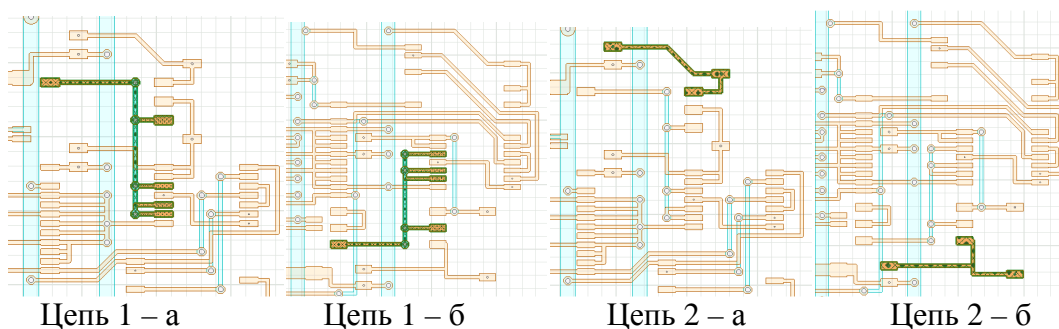 Цепь 1 – а Цепь 1 – б Цепь 2 – а Цепь 2 – б